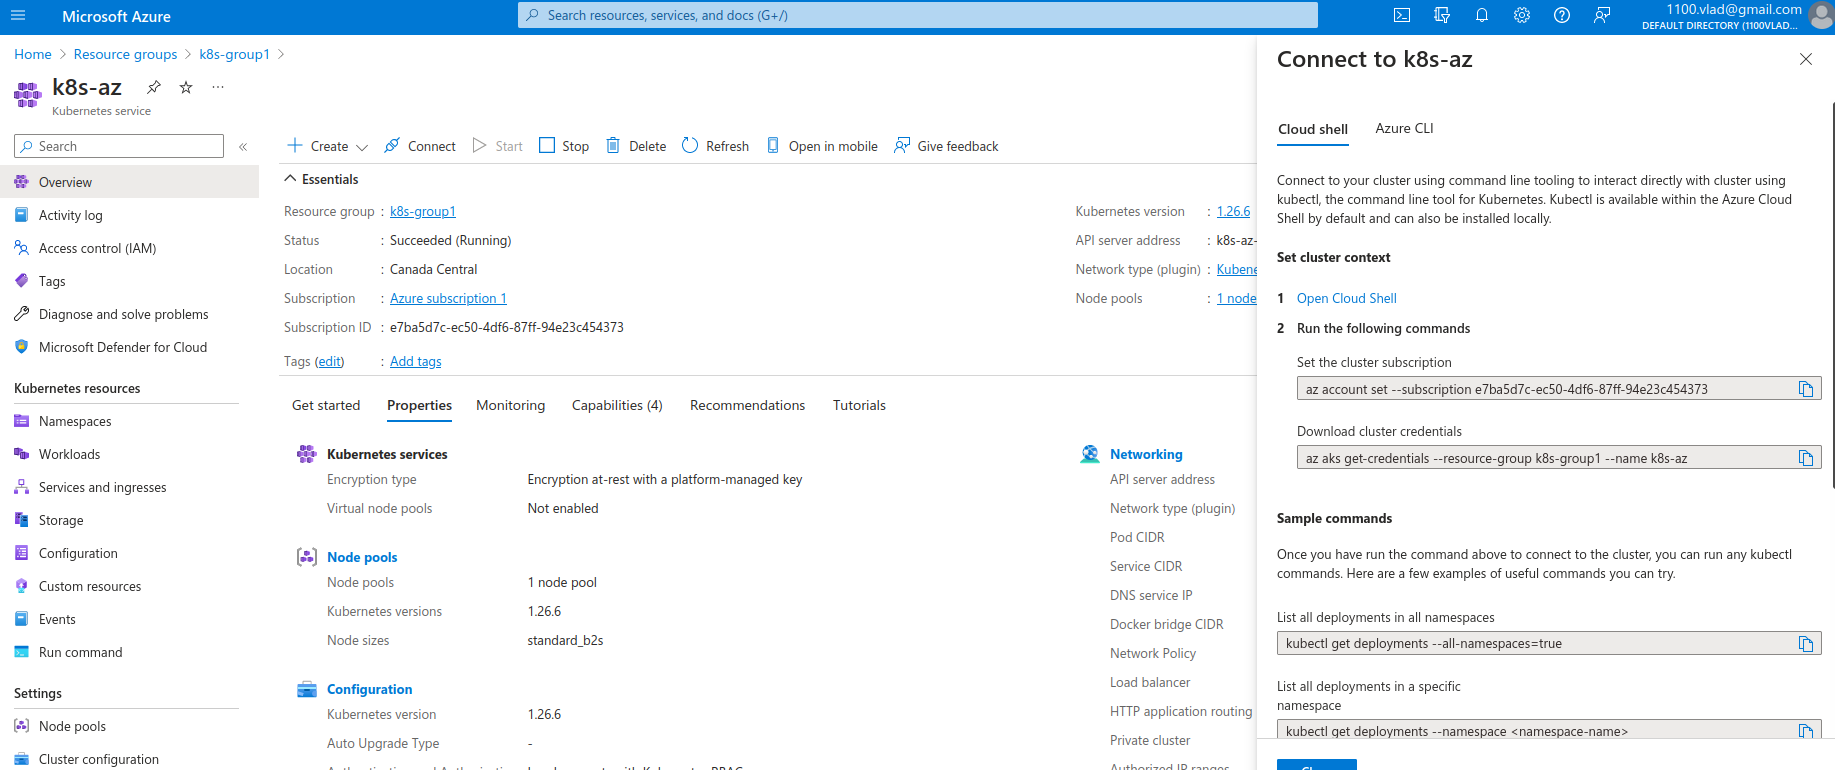 Microsoft Azure
Search resources, services, and docs (G+/)
1100.vlad@gmail.com
DEFAULT DIRECTORY (1100VLAD...
Home > Resource groups > k8s-group1 >
k8s-az
Kubernetes service
Search
Overview
Activity log
Access control (IAM)
Tags
Diagnose and solve problems
Microsoft Defender for Cloud
Kubernetes resources
Namespaces
Workloads
Services and ingresses
Storage
Configuration
Custom resources
Events
Run command
Settings
Node pools
Cluster configuration
Create Connect Start Stop Delete Refresh Open in mobile Give feedback
Essentials
Resource group : k8s-group1
Status : Succeeded (Running)
Location : Canada Central
Subscription : Azure subscription 1
Subscription ID : e7ba5d7c-ec50-4df6-87ff-94e23c454373
Tags (edit) : Add tags
Kubernetes version : 1.26.6
API server address : k8s-az-
Network type (plugin) : Kubene
Node pools : 1 node
Get started Properties Monitoring Capabilities (4) Recommendations Tutorials
Kubernetes services
Encryption type Encryption at-rest with a platform-managed key
Virtual node pools Not enabled
Node pools
Node pools 1 node pool
Kubernetes versions 1.26.6
Node sizes standard_b2s
Configuration
Kubernetes version 1.26.6
Auto Upgrade Type -
Networking
API server address
Network type (plugin)
Pod CIDR
Service CIDR
DNS service IP
Docker bridge CIDR
Network Policy
Load balancer
HTTP application routing
Private cluster
Authorized IP ranges
Connect to k8s-az
Cloud shell Azure CLI
Connect to your cluster using command line tooling to interact directly with cluster using
kubectl, the command line tool for Kubernetes. Kubectl is available within the Azure Cloud
Shell by default and can also be installed locally.
Set cluster context
1 Open Cloud Shell
2 Run the following commands
Set the cluster subscription
az account set --subscription e7ba5d7c-ec50-4df6-87ff-94e23c454373
Download cluster credentials
az aks get-credentials --resource-group k8s-group1 --name k8s-az
Sample commands
Once you have run the command above to connect to the cluster, you can run any kubectl
commands. Here are a few examples of useful commands you can try.
List all deployments in all namespaces
kubectl get deployments --all-namespaces=true
List all deployments in a specific
namespace
kubectl get deployments --namespace <namespace-name>